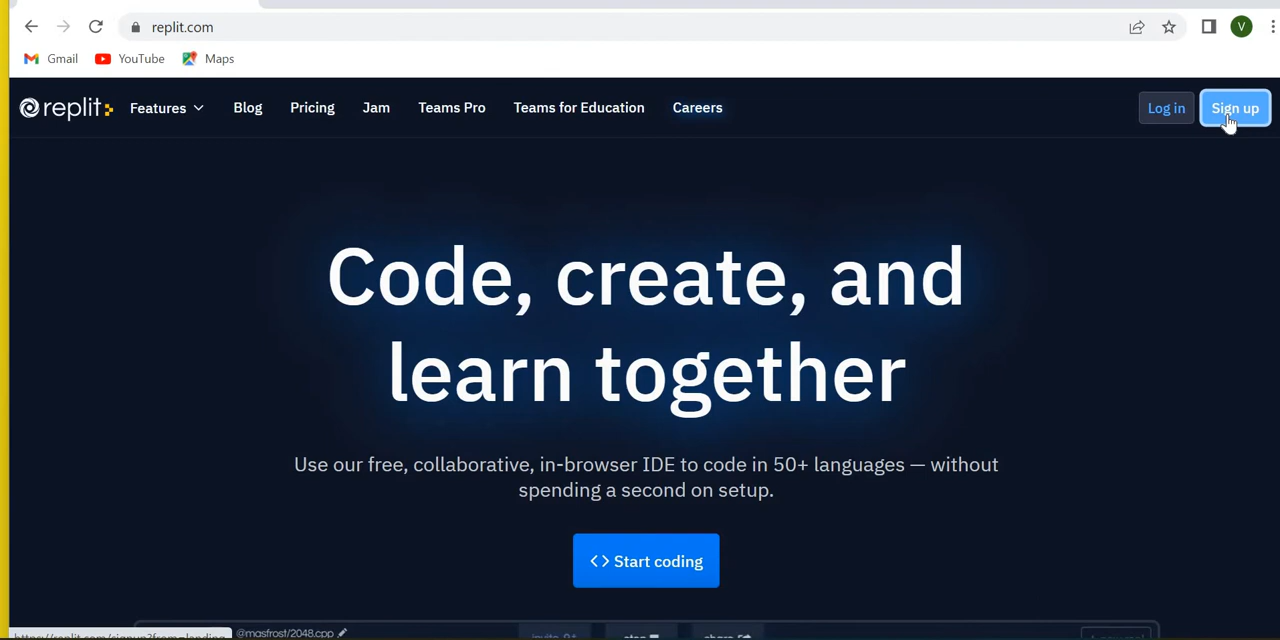 replit.com
V
Gmail YouTube Maps
replit Features Blog Pricing Jam Teams Pro Teams for Education Careers Log in Sign up
Code, create, and
learn together
Use our free, collaborative, in-browser IDE to code in 50+ languages — without
spending a second on setup.
<> Start coding
@masfrost/2048.cpp